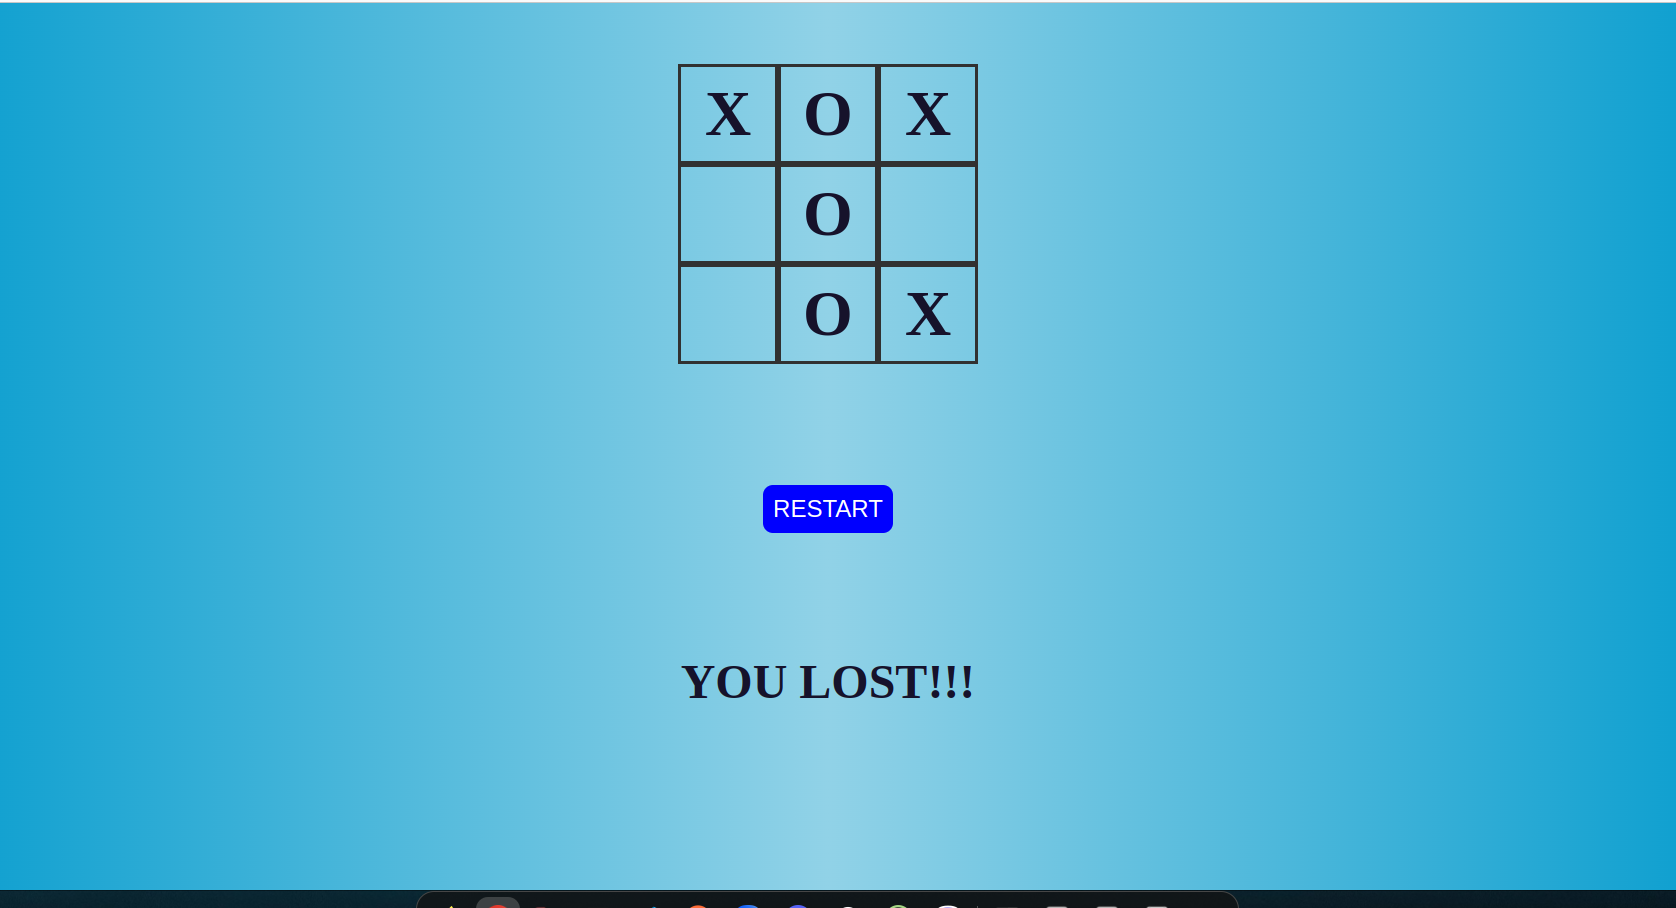 X O X
O
O X
RESTART
YOU LOST!!!